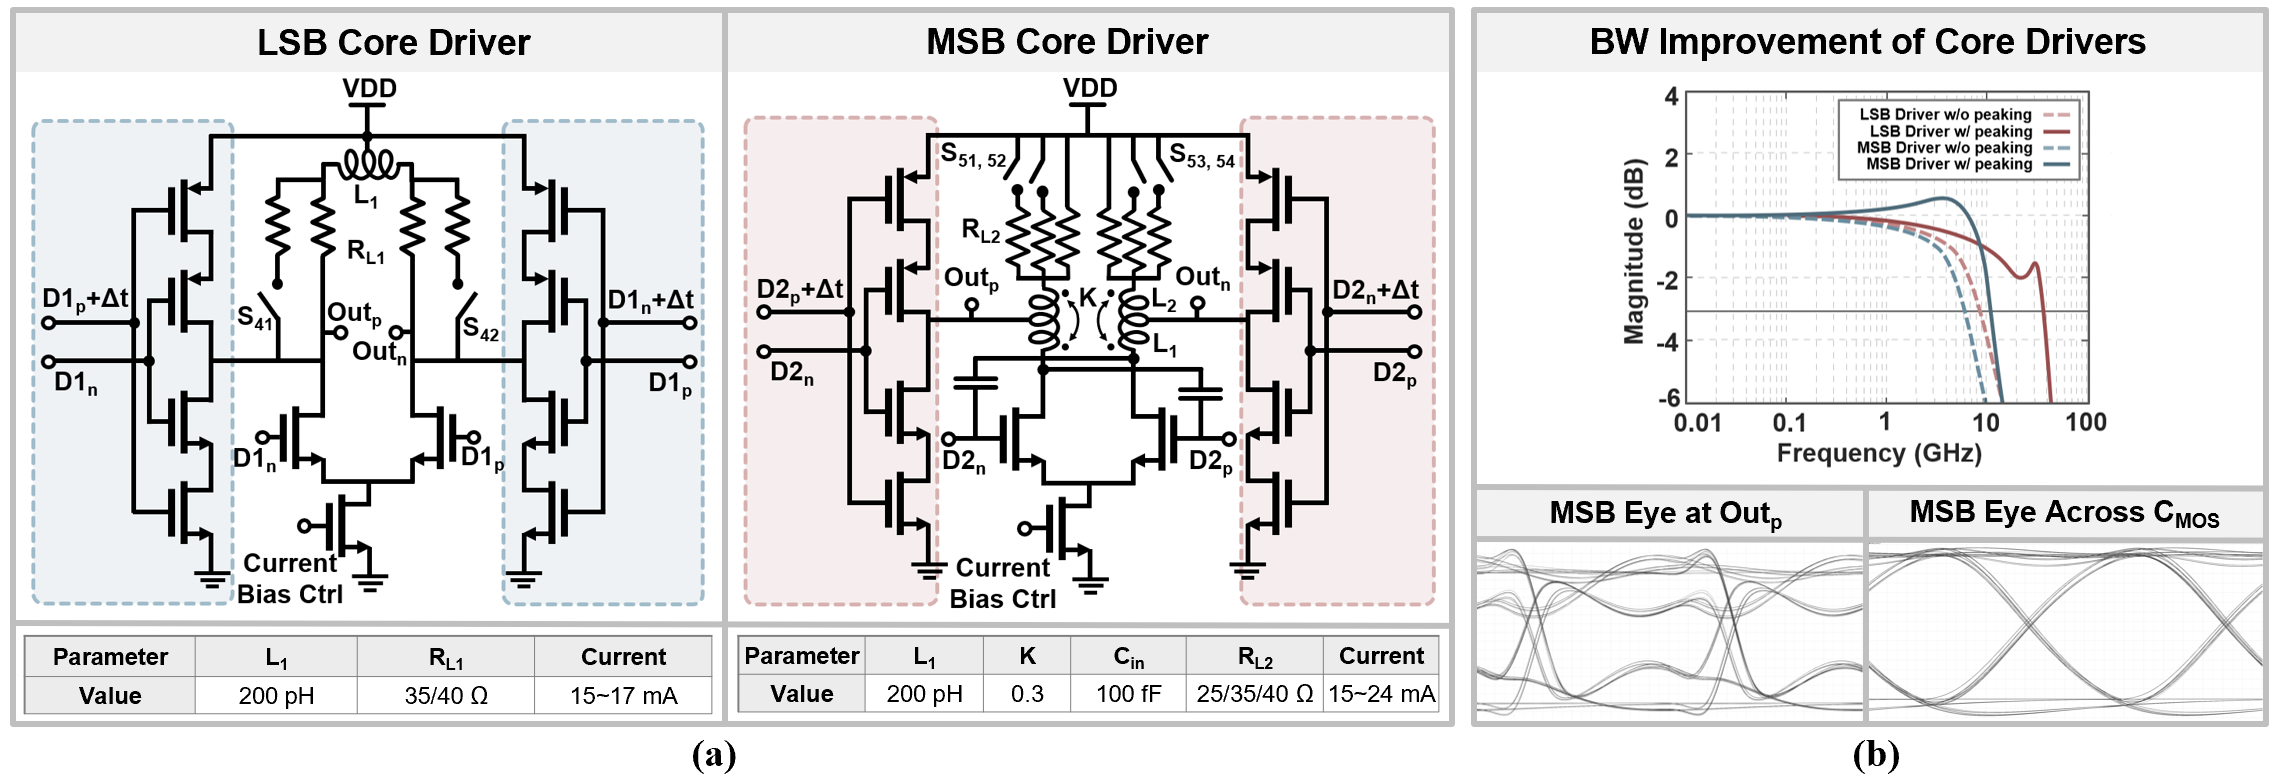 LSB Core Driver
VDD
L1
RL1
S41
S42
Outp
Outn
D1p+Δt
D1n
D1n+Δt
D1p
D1n
D1p
Current
Bias Ctrl
Parameter L1 RL1 Current
Value 200 pH 35/40 Ω 15~17 mA
MSB Core Driver
VDD
S51, 52
S53, 54
RL2
Outp
Outn
K
L2
L1
D2p+Δt
D2n
D2n+Δt
D2p
D2n
D2p
Current
Bias Ctrl
Parameter L1 K Cin RL2 Current
Value 200 pH 0.3 100 fF 25/35/40 Ω 15~24 mA
(a)
BW Improvement of Core Drivers
LSB Driver w/o peaking
LSB Driver w/ peaking
MSB Driver w/o peaking
MSB Driver w/ peaking
Magnitude (dB)
4
2
0
-2
-4
-6
0.01 0.1 1 10 100
Frequency (GHz)
MSB Eye at Outp
MSB Eye Across CMOS
(b)